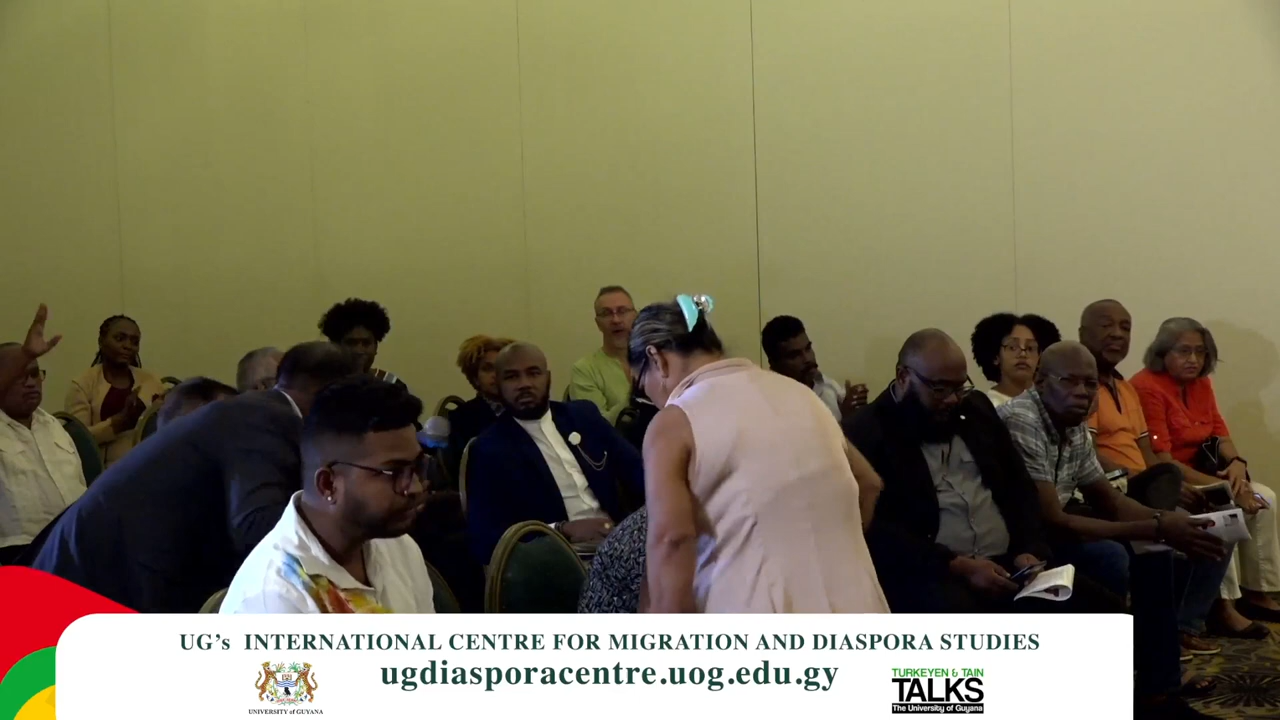 UG's INTERNATIONAL CENTRE FOR MIGRATION AND DIASPORA STUDIES
ugdiasporacentre.uog.edu.gy
UNIVERSITY of GUYANA
TURKEYEN & TAIN
TALKS
The University of Guyana